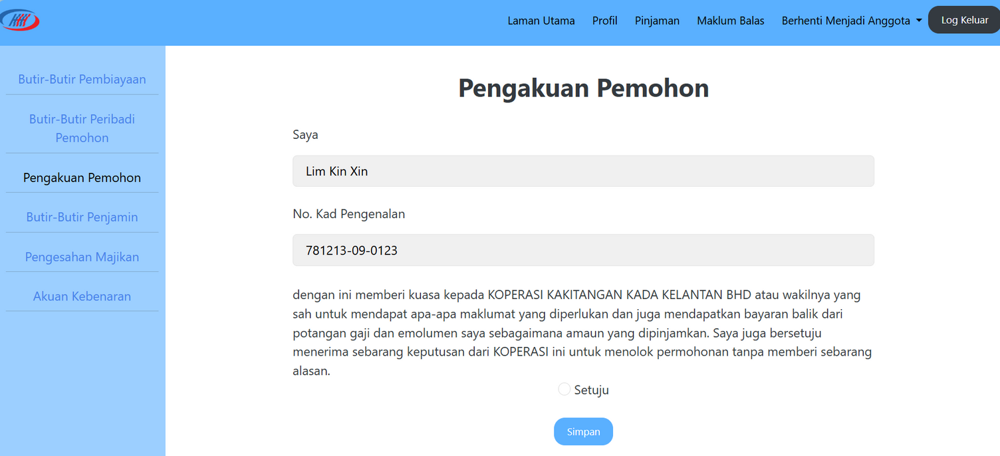 Laman Utama Profil Pinjaman Maklum Balas Berhenti Menjadi Anggota Log Keluar
Butir-Butir Pembiayaan
Butir-Butir Peribadi
Pemohon
Pengakuan Pemohon
Butir-Butir Penjamin
Pengesahan Majikan
Akuan Kebenaran
Pengakuan Pemohon
Saya
Lim Kin Xin
No. Kad Pengenalan
781213-09-0123
dengan ini memberi kuasa kepada KOPERASI KAKITANGAN KADA KELANTAN BHD atau wakilnya yang
sah untuk mendapat apa-apa maklumat yang diperlukan dan juga mendapatkan bayaran balik dari
potangan gaji dan emolumen saya sebagaimana amaun yang dipinjamkan. Saya juga bersetuju
menerima sebarang keputusan dari KOPERASI ini untuk menolok permohonan tanpa memberi sebarang
alasan.
Setuju
Simpan